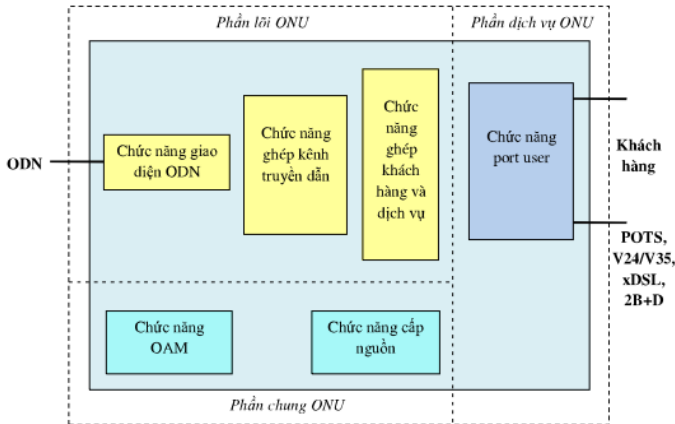 Phần lõi ONU
Phần dịch vụ ONU
ODN
Chức năng giao
diện ODN
Chức năng
ghép kênh
truyền dẫn
Chức
năng
ghép
khách
hàng và
dịch vụ
Chức năng
port user
Khách
hàng
POTS,
V24/V35,
xDSL,
2B+D
Chức năng
OAM
Chức năng cấp
nguồn
Phần chung ONU